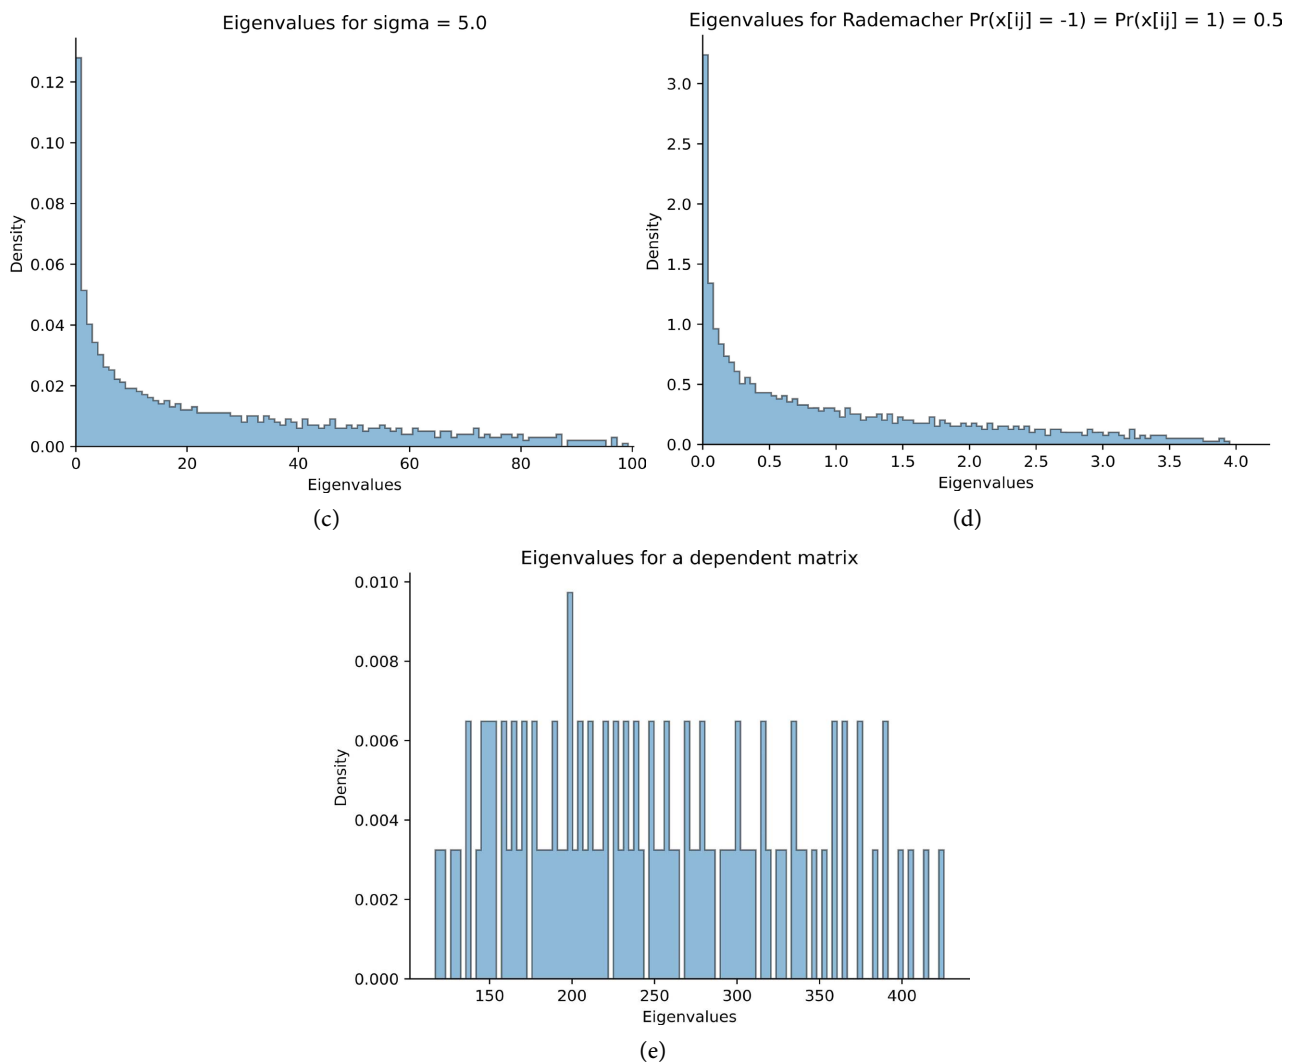 Eigenvalues for sigma = 5.0
0.12
0.10
0.08
0.06
0.04
0.02
0.00
Density
0 20 40 60 80 100
Eigenvalues
(c)
Eigenvalues for Rademacher Pr(x[ij] = -1) = Pr(x[ij] = 1) = 0.5
3.0
2.5
2.0
1.5
1.0
0.5
0.0
Density
0.0 0.5 1.0 1.5 2.0 2.5 3.0 3.5 4.0
Eigenvalues
(d)
Eigenvalues for a dependent matrix
0.010
0.008
0.006
0.004
0.002
0.000
Density
150 200 250 300 350 400
Eigenvalues
(e)